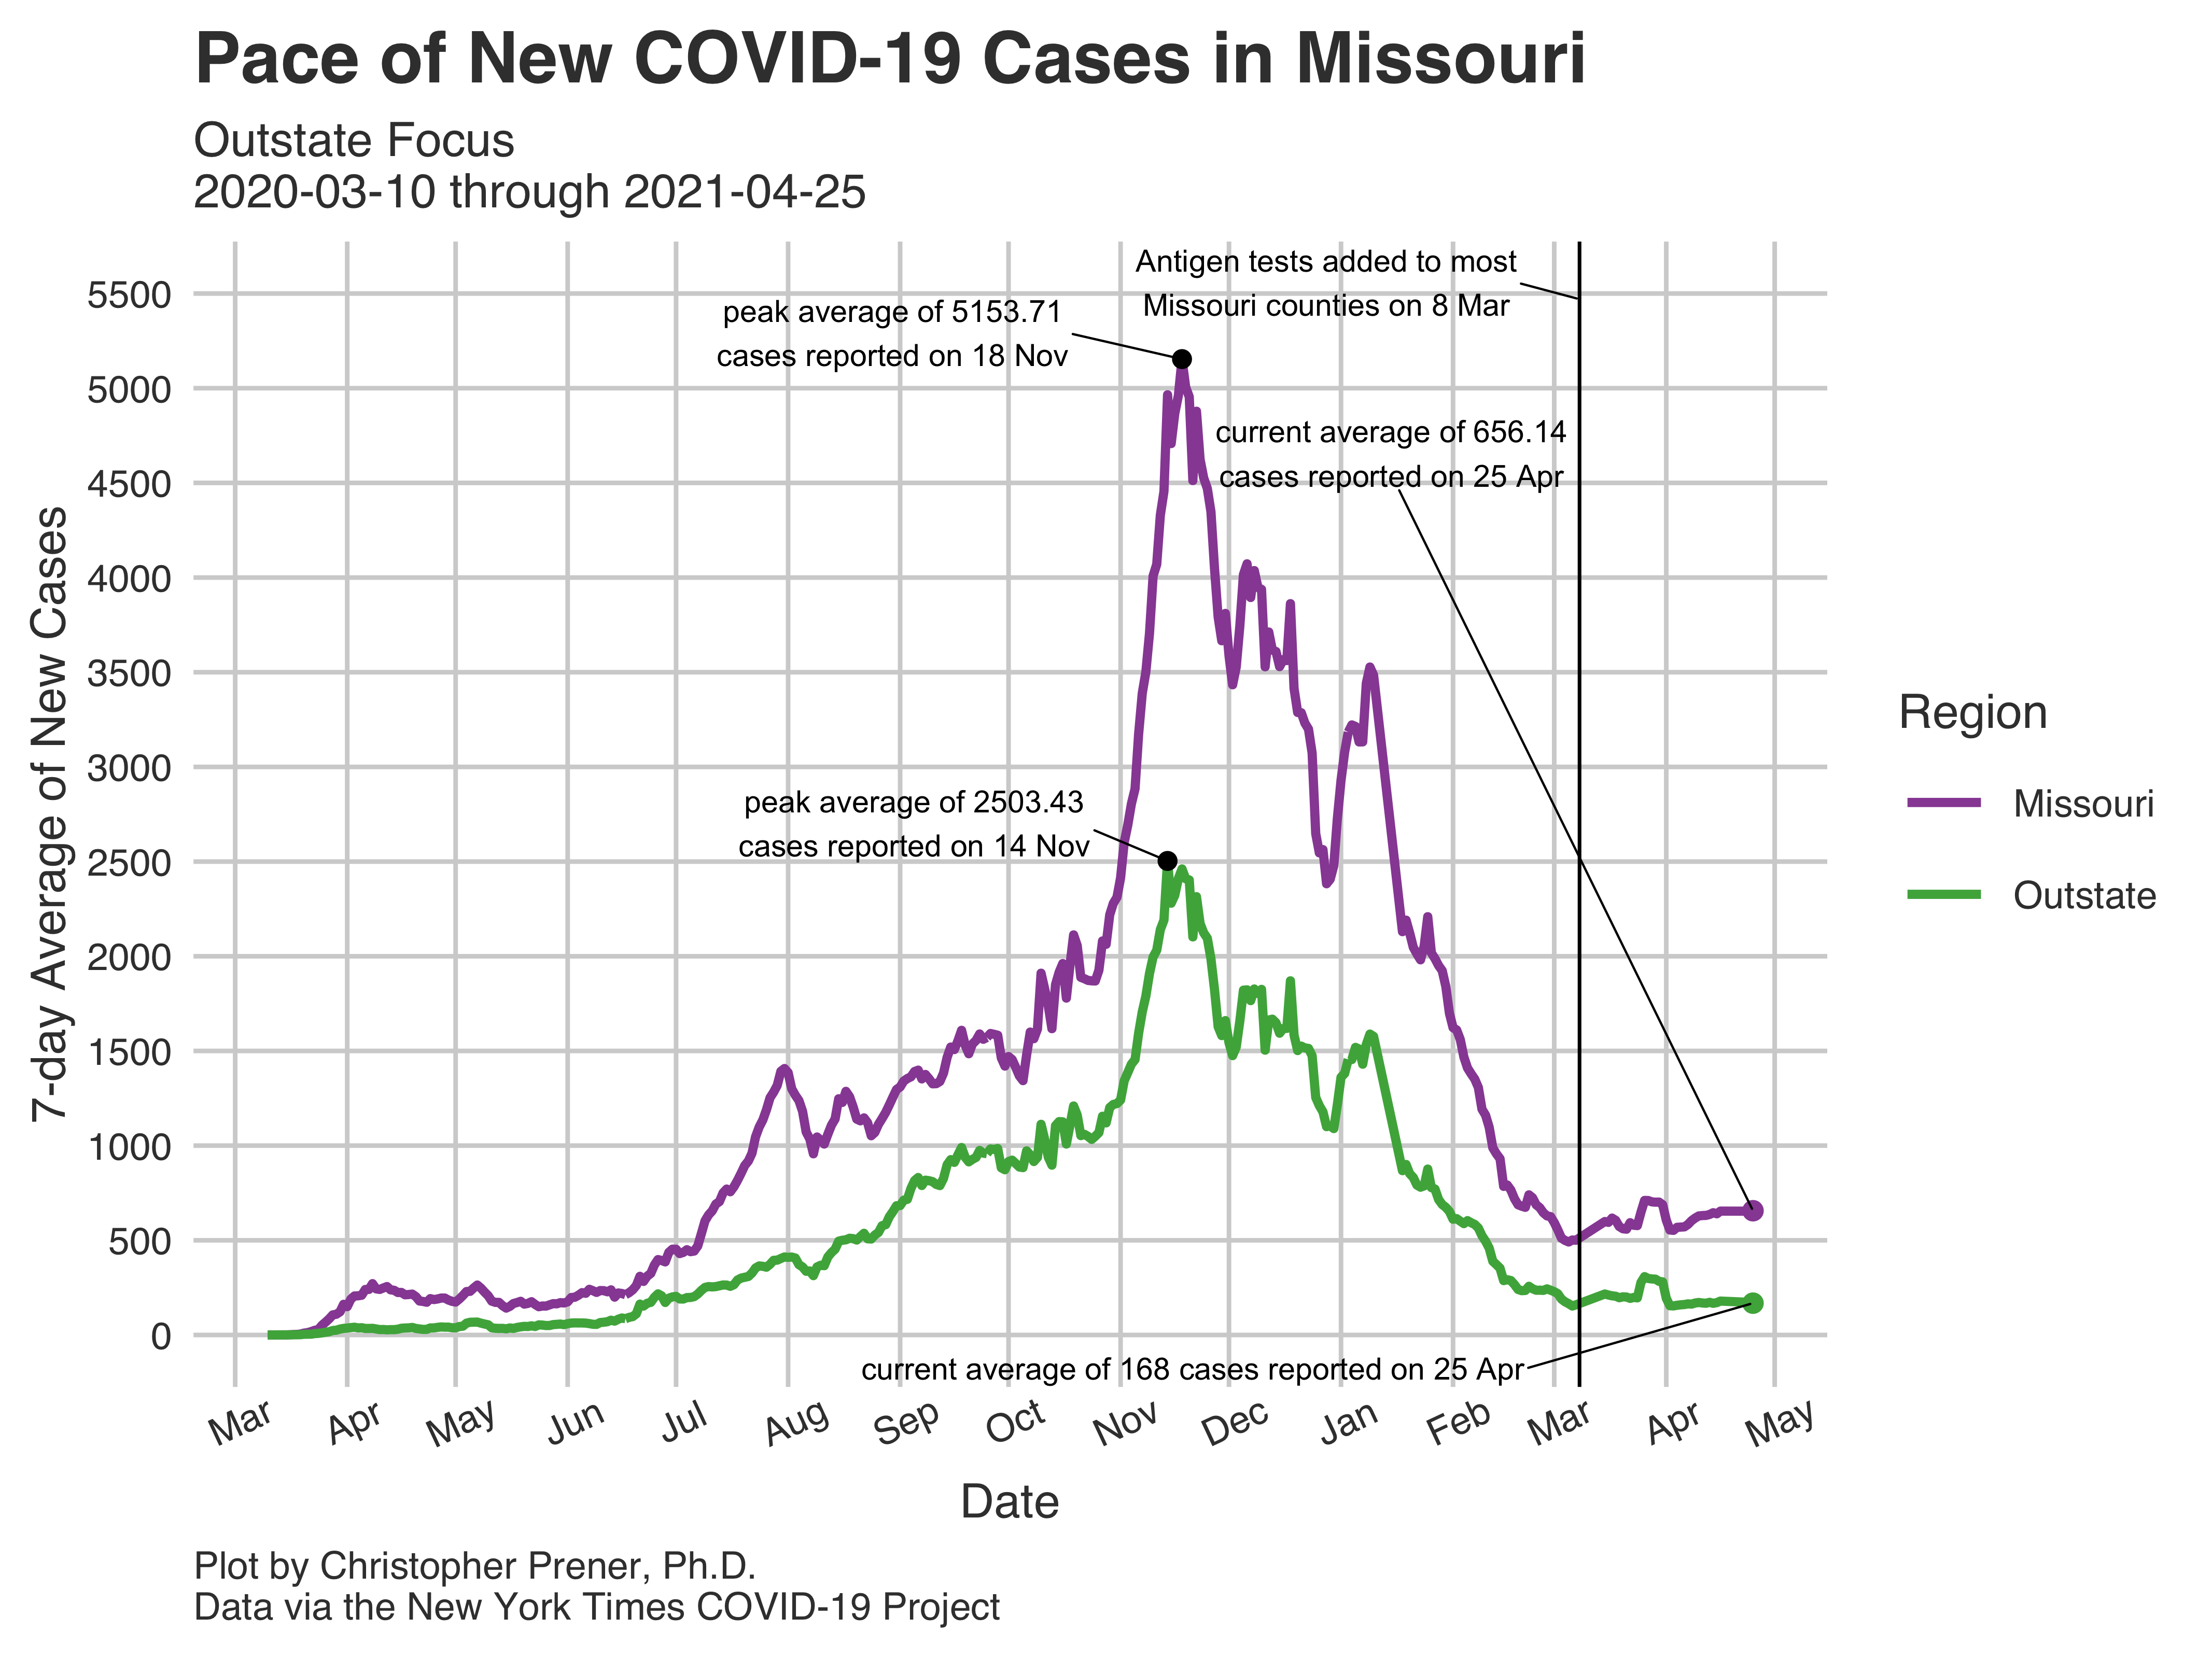 Pace of New COVID-19 Cases in Missouri
Outstate Focus
2020-03-10 through 2021-04-25
Antigen tests added to most
Missouri counties on 8 Mar
peak average of 5153.71
cases reported on 18 Nov
current average of 656.14
cases reported on 25 Apr
peak average of 2503.43
cases reported on 14 Nov
current average of 168 cases reported on 25 Apr
7-day Average of New Cases
5500
5000
4500
4000
3500
3000
2500
2000
1500
1000
500
0
Mar Apr May Jun Jul Aug Sep Oct Nov Dec Jan Feb Mar Apr May
Date
Region
Missouri
Outstate
Plot by Christopher Prener, Ph.D.
Data via the New York Times COVID-19 Project